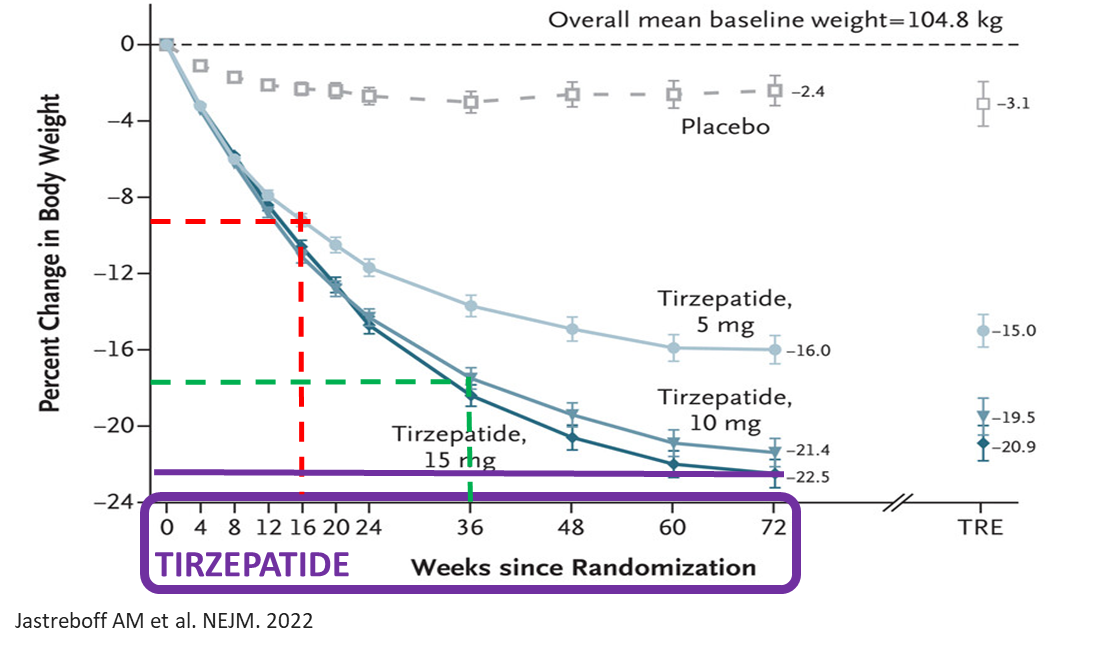 Overall mean baseline weight=104.8 kg
Percent Change in Body Weight
0
−4
−8
−12
−16
−20
−24
−2.4
−3.1
Placebo
Tirzepatide,
5 mg
−15.0
−16.0
Tirzepatide,
10 mg
−19.5
−20.9
−21.4
Tirzepatide,
15 mg
−22.5
0 4 8 12 16 20 24 36 48 60 72 TRE
TIRZEPATIDE Weeks since Randomization
Jastreboff AM et al. NEJM. 2022